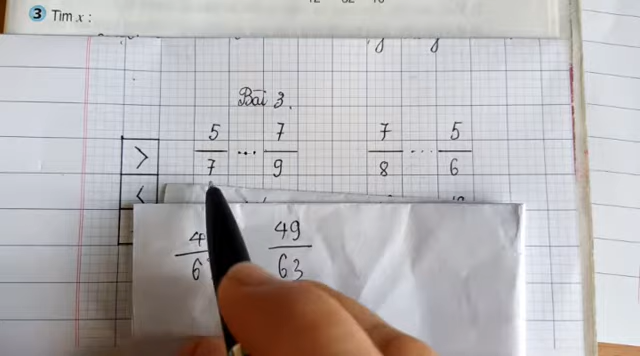 3 Tìm x :
Bài 3.
5/7 ... 7/9 7/8 ... 5/6
>
<
49/63